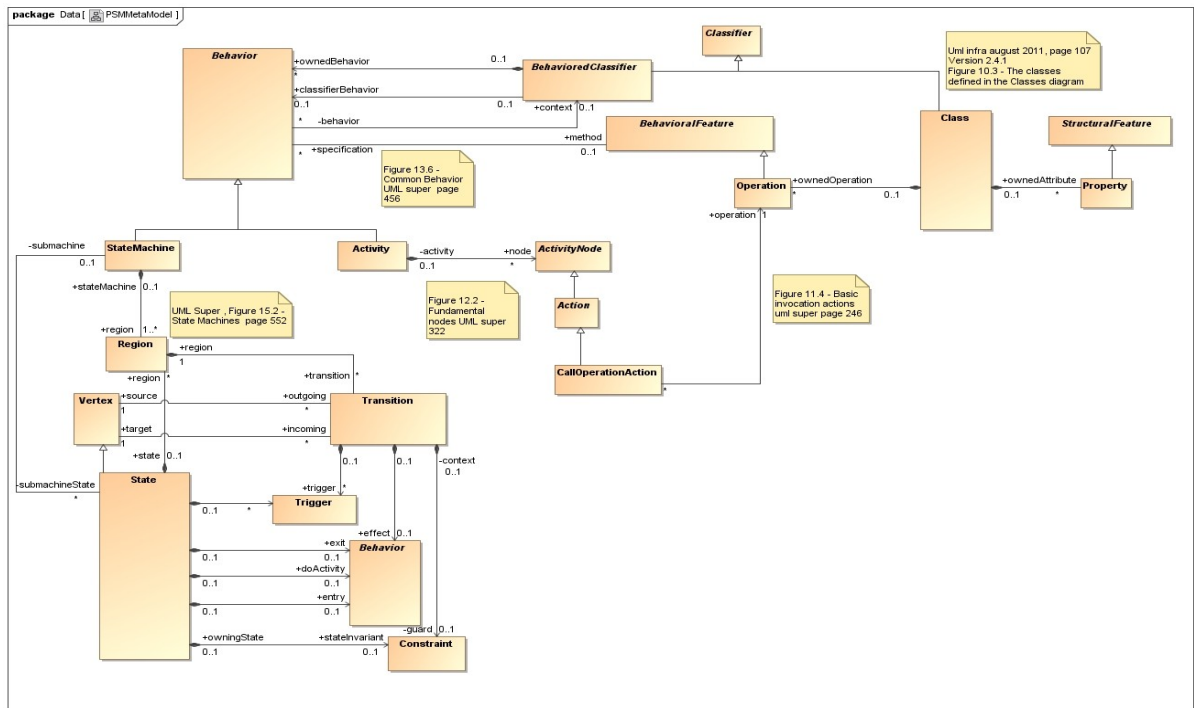 package Data [ PSMMetaModel ]
Classifier
Uml infra august 2011, page 107
Version 2.4.1
Figure 10.3 - The classes
defined in the Classes diagram
Behavior
+ownedBehavior
*
0..1
BehavioredClassifier
+classifierBehavior
0..1
0..1
+context 0..1
* -behavior
Class
BehavioralFeature
StructuralFeature
+method
0..1
* +specification
Figure 13.6 -
Common Behavior
UML super page
456
Operation
+ownedOperation
*
0..1
+ownedAttribute
0..1
*
Property
+operation 1
-submachine
0..1
StateMachine
Activity
-activity
0..1
+node
*
ActivityNode
+stateMachine 0..1
UML Super , Figure 15.2 -
State Machines page 552
Figure 12.2 -
Fundamental
nodes UML super
322
Figure 11.4 - Basic
invocation actions
uml super page 246
Action
+region 1..*
Region
+region
1
CallOperationAction
*
+region *
+transition *
Vertex
+source
1
+outgoing
*
Transition
+target
1
+incoming
*
+state 0..1
0..1
0..1
-context
0..1
State
-submachineState
*
0..1
*
+trigger *
Trigger
+effect 0..1
+exit
0..1
0..1
Behavior
+doActivity
0..1
0..1
+entry
0..1
0..1
-guard 0..1
+owningState
0..1
+stateInvariant
0..1
Constraint